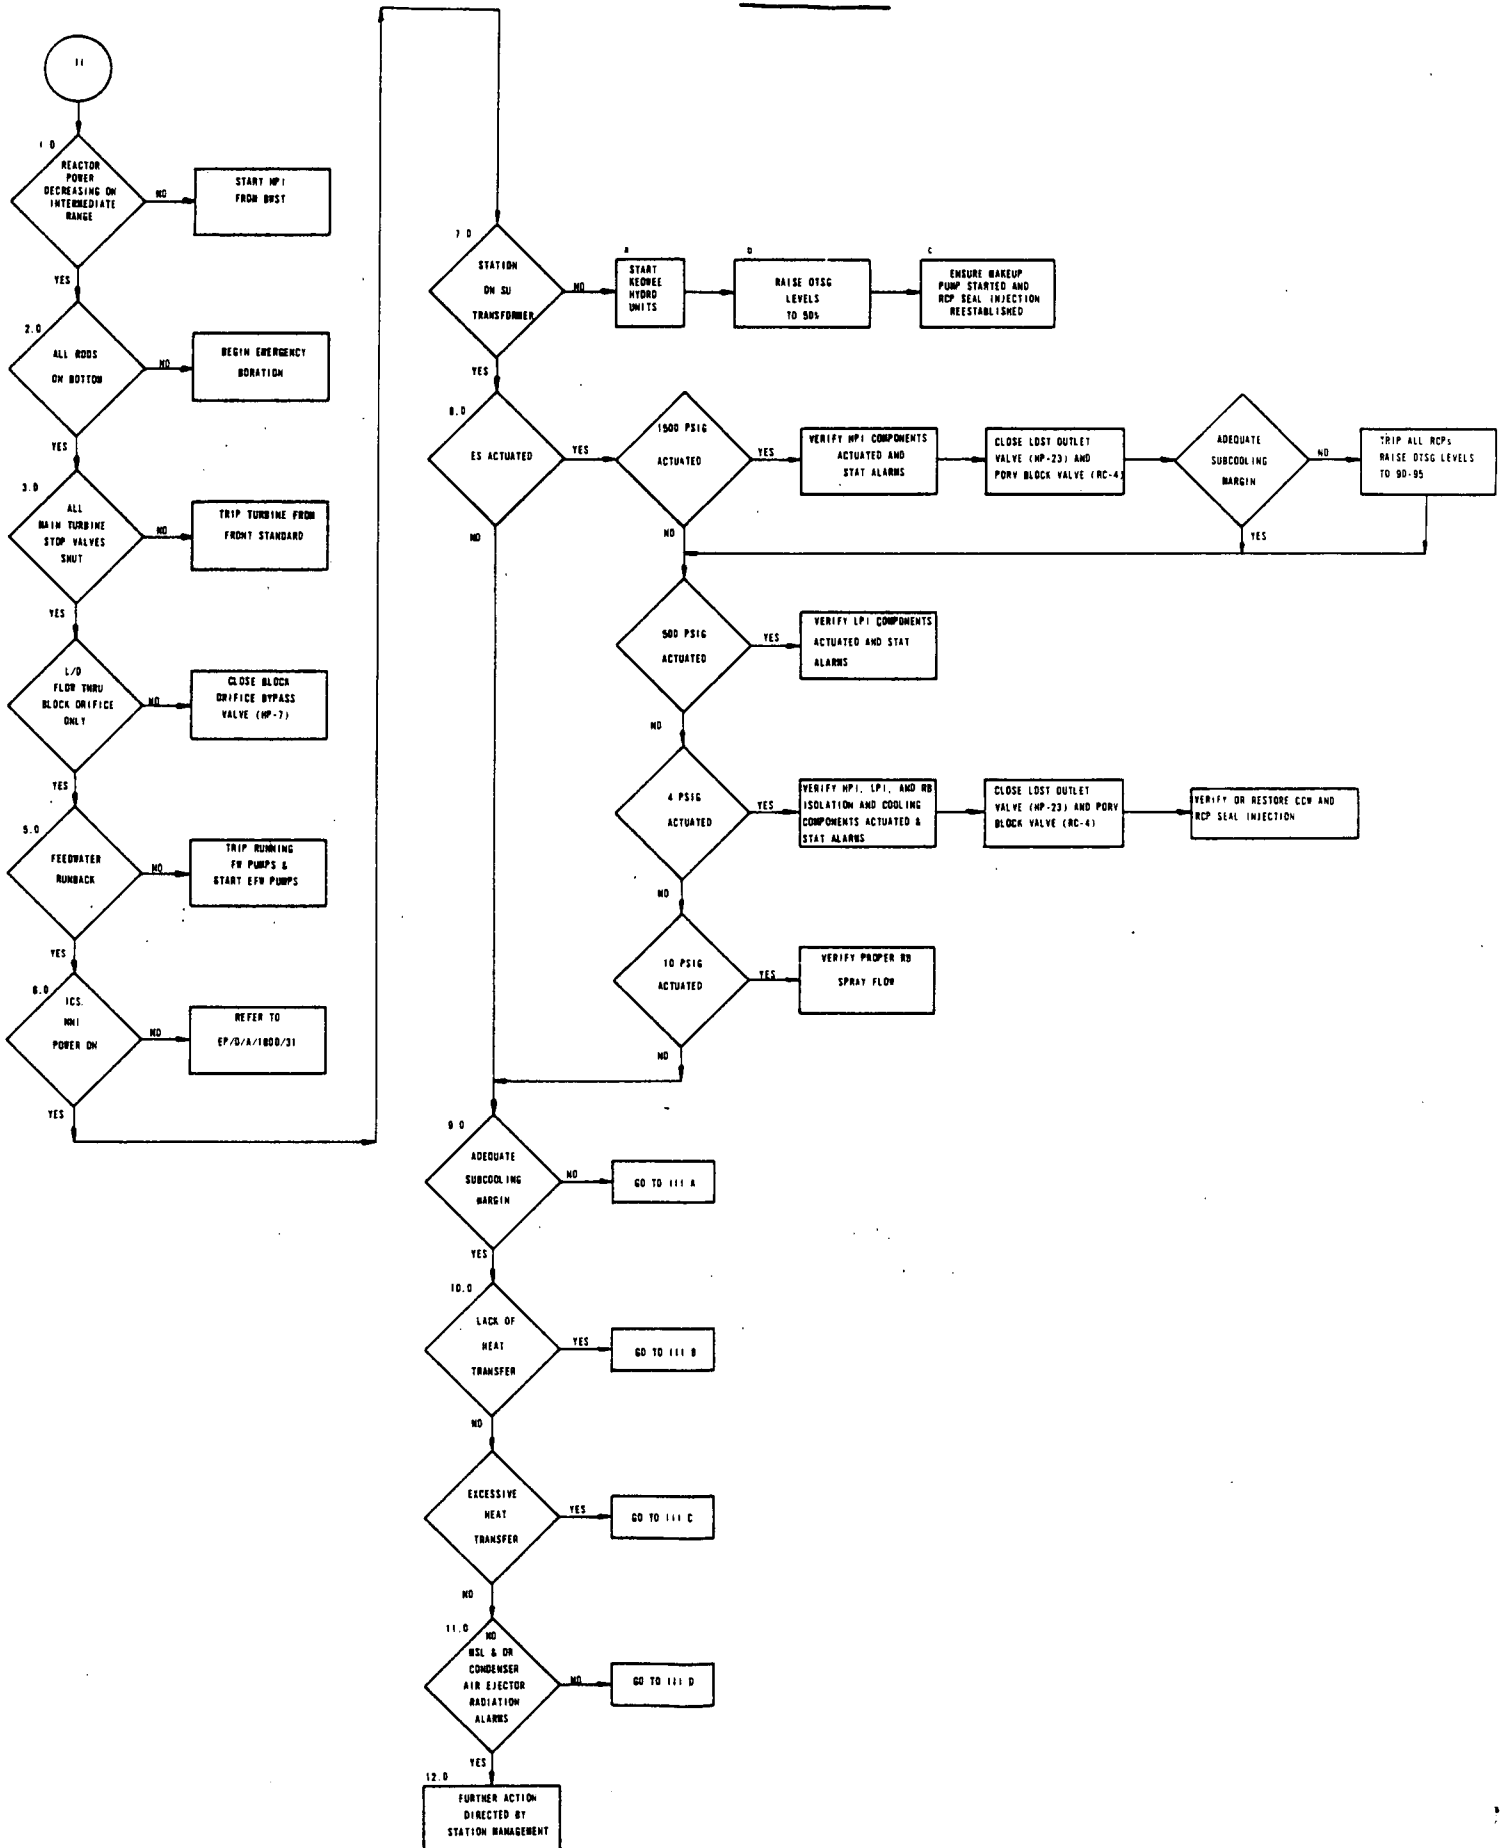 II
1.0
REACTOR
POWER
DECREASING ON
INTERMEDIATE
RANGE
NO
START HPI
FROM BWST
YES
2.0
ALL RODS
ON BOTTOM
NO
BEGIN EMERGENCY
BORATION
YES
3.0
ALL
MAIN TURBINE
STOP VALVES
SHUT
NO
TRIP TURBINE FROM
FRONT STANDARD
YES
L/D
FLOW THRU
BLOCK ORIFICE
ONLY
NO
CLOSE BLOCK
ORIFICE BYPASS
VALVE (HP-7)
YES
5.0
FEEDWATER
RUNBACK
NO
TRIP RUNNING
FW PUMPS &
START EFW PUMPS
YES
6.0
ICS.
NNI
POWER ON
NO
REFER TO
EP/0/A/1800/31
YES
7.0
STATION
ON SU
TRANSFORMER
NO
A
START
KEOWEE
HYDRO
UNITS
B
RAISE OTSG
LEVELS
TO 50%
C
ENSURE MAKEUP
PUMP STARTED AND
RCP SEAL INJECTION
REESTABLISHED
YES
8.0
ES ACTUATED
YES
1500 PSIG
ACTUATED
YES
VERIFY HPI COMPONENTS
ACTUATED AND
STAT ALARMS
CLOSE LDST OUTLET
VALVE (HP-23) AND
PORV BLOCK VALVE (RC-4)
ADEQUATE
SUBCOOLING
MARGIN
NO
TRIP ALL RCPs
RAISE OTSG LEVELS
TO 90-95
YES
NO
NO
500 PSIG
ACTUATED
YES
VERIFY LPI COMPONENTS
ACTUATED AND STAT
ALARMS
NO
4 PSIG
ACTUATED
YES
VERIFY HPI, LPI, AND RB
ISOLATION AND COOLING
COMPONENTS ACTUATED &
STAT ALARMS
CLOSE LDST OUTLET
VALVE (HP-23) AND PORV
BLOCK VALVE (RC-4)
VERIFY OR RESTORE CCW AND
RCP SEAL INJECTION
NO
10 PSIG
ACTUATED
YES
VERIFY PROPER RB
SPRAY FLOW
NO
9.0
ADEQUATE
SUBCOOLING
MARGIN
NO
GO TO III A
YES
10.0
LACK OF
HEAT
TRANSFER
YES
GO TO III B
NO
EXCESSIVE
HEAT
TRANSFER
YES
GO TO III C
NO
11.0
NO
MSL & OR
CONDENSER
AIR EJECTOR
RADIATION
ALARMS
NO
GO TO III D
YES
12.0
FURTHER ACTION
DIRECTED BY
STATION MANAGEMENT